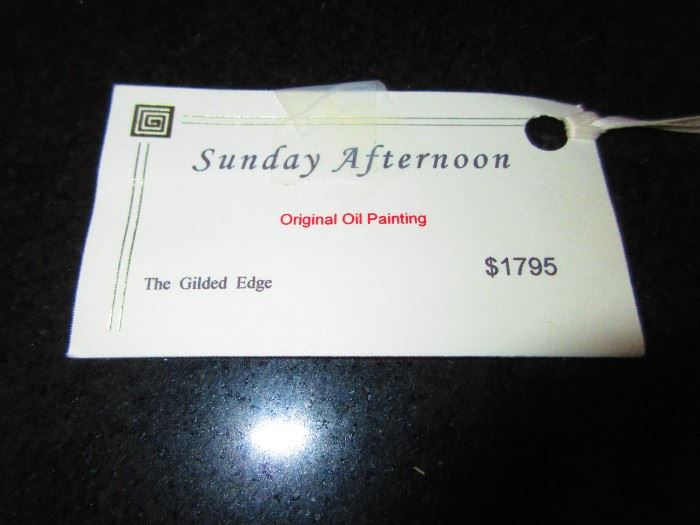 Sunday Afternoon
Original Oil Painting
The Gilded Edge
$1795